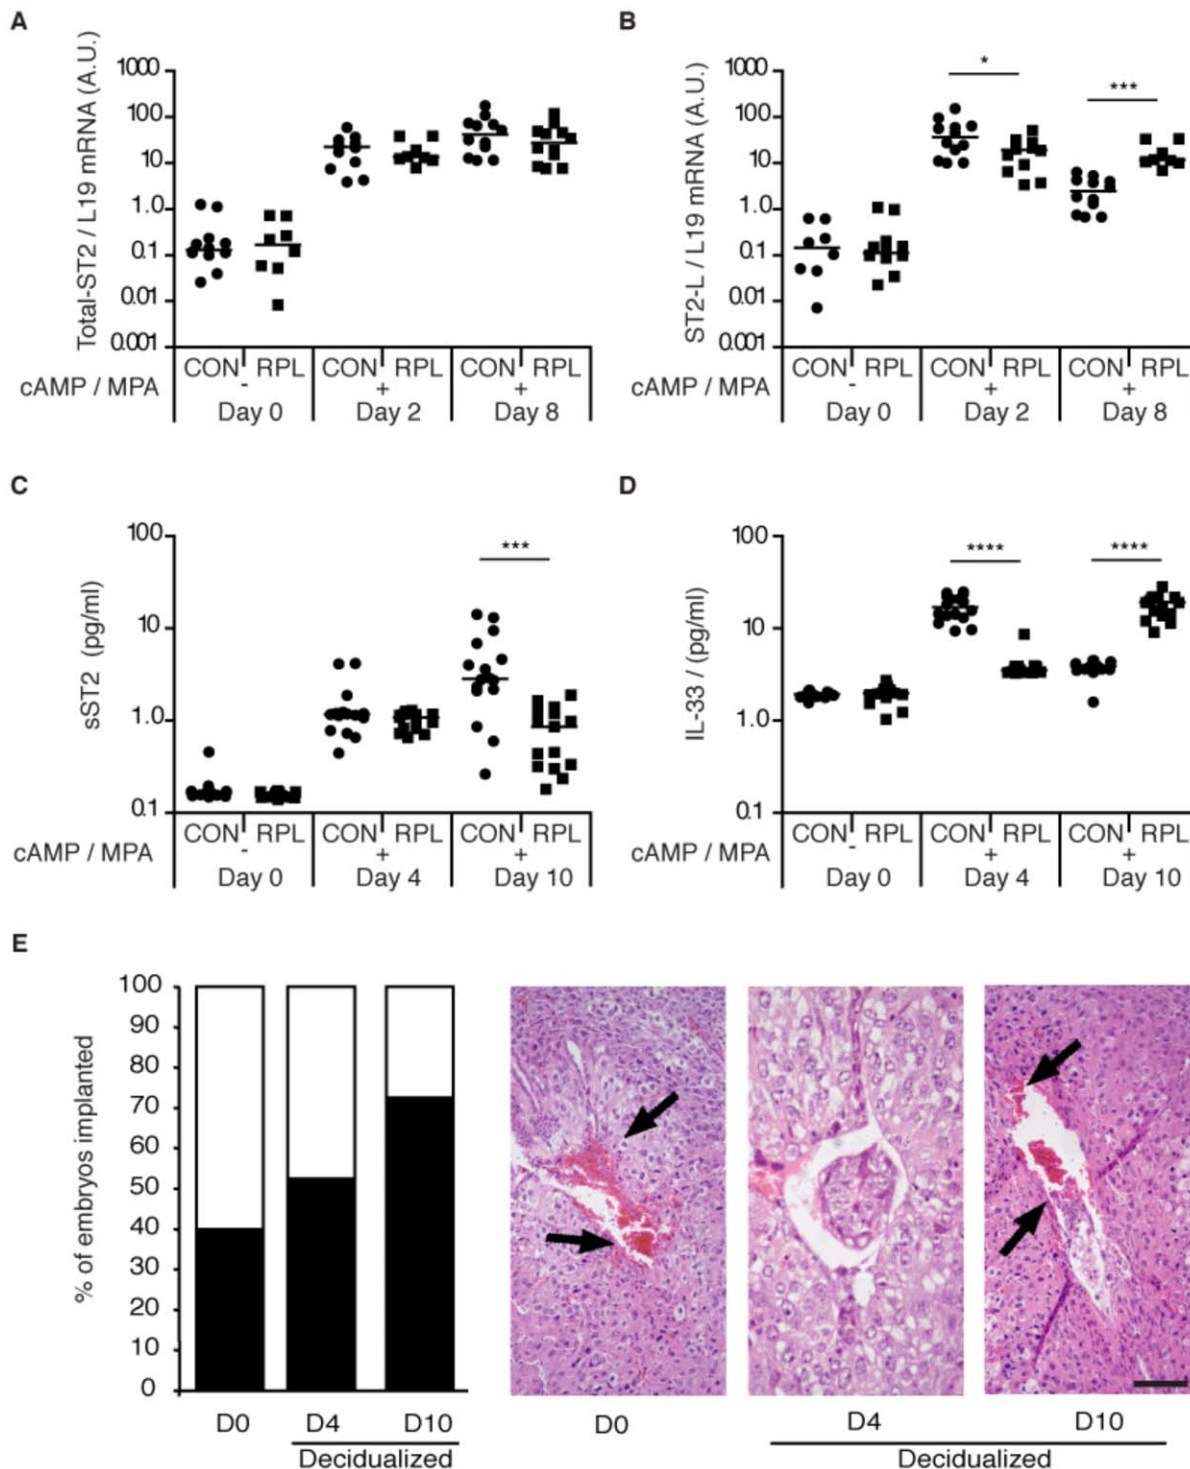 A
Total-ST2 / L19 mRNA (A.U.)
1000
100
10
1.0
0.1
0.01
0.001
CON RPL CON RPL CON RPL
cAMP / MPA - + +
Day 0 Day 2 Day 8
B
ST2-L / L19 mRNA (A.U.)
1000
100
10
1.0
0.1
0.01
0.001
* ***
CON RPL CON RPL CON RPL
cAMP / MPA - + +
Day 0 Day 2 Day 8
C
sST2 (pg/ml)
100
10
1.0
0.1
***
CON RPL CON RPL CON RPL
cAMP / MPA - + +
Day 0 Day 4 Day 10
D
IL-33 / (pg/ml)
100
10
1.0
0.1
**** ****
CON RPL CON RPL CON RPL
cAMP / MPA - + +
Day 0 Day 4 Day 10
E
% of embryos implanted
100
90
80
70
60
50
40
30
20
10
0
D0 D4 D10
Decidualized
D0 D4 D10
Decidualized